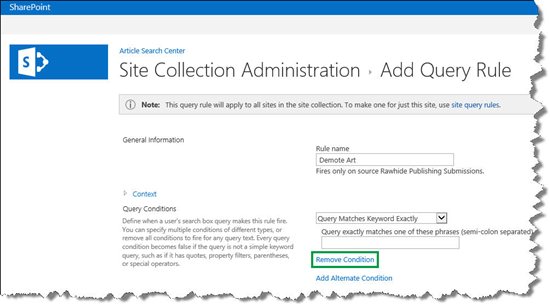 SharePoint
Article Search Center
Site Collection Administration › Add Query Rule
Note: This query rule will apply to all sites in the site collection. To make one for just this site, use site query rules.
General Information
Rule name
Demote Art
Fires only on source Rawhide Publishing Submissions.
Context
Query Conditions
Define when a user's search box query makes this rule fire.
You can specify multiple conditions of different types, or
remove all conditions to fire for any query text. Every query
condition becomes false if the query is not a simple keyword
query, such as if it has quotes, property filters, parentheses,
or special operators.
Query Matches Keyword Exactly
Query exactly matches one of these phrases (semi-colon separated)
Remove Condition
Add Alternate Condition